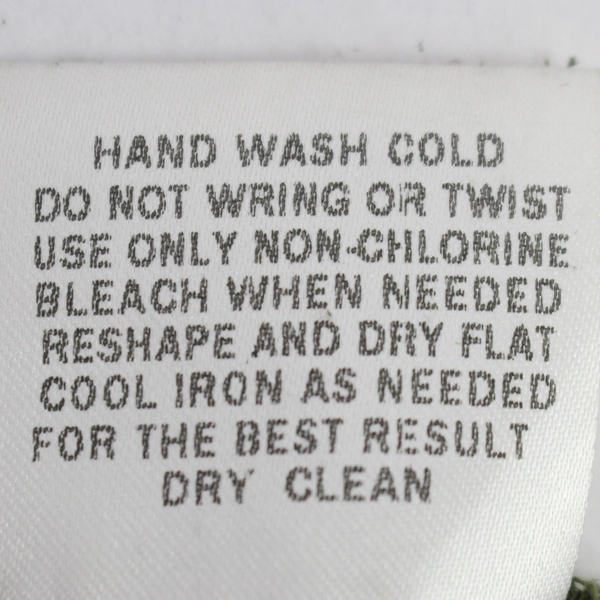 HAND WASH COLD
DO NOT WRING OR TWIST
USE ONLY NON-CHLORINE
BLEACH WHEN NEEDED
RESHAPE AND DRY FLAT
COOL IRON AS NEEDED
FOR THE BEST RESULT
DRY CLEAN